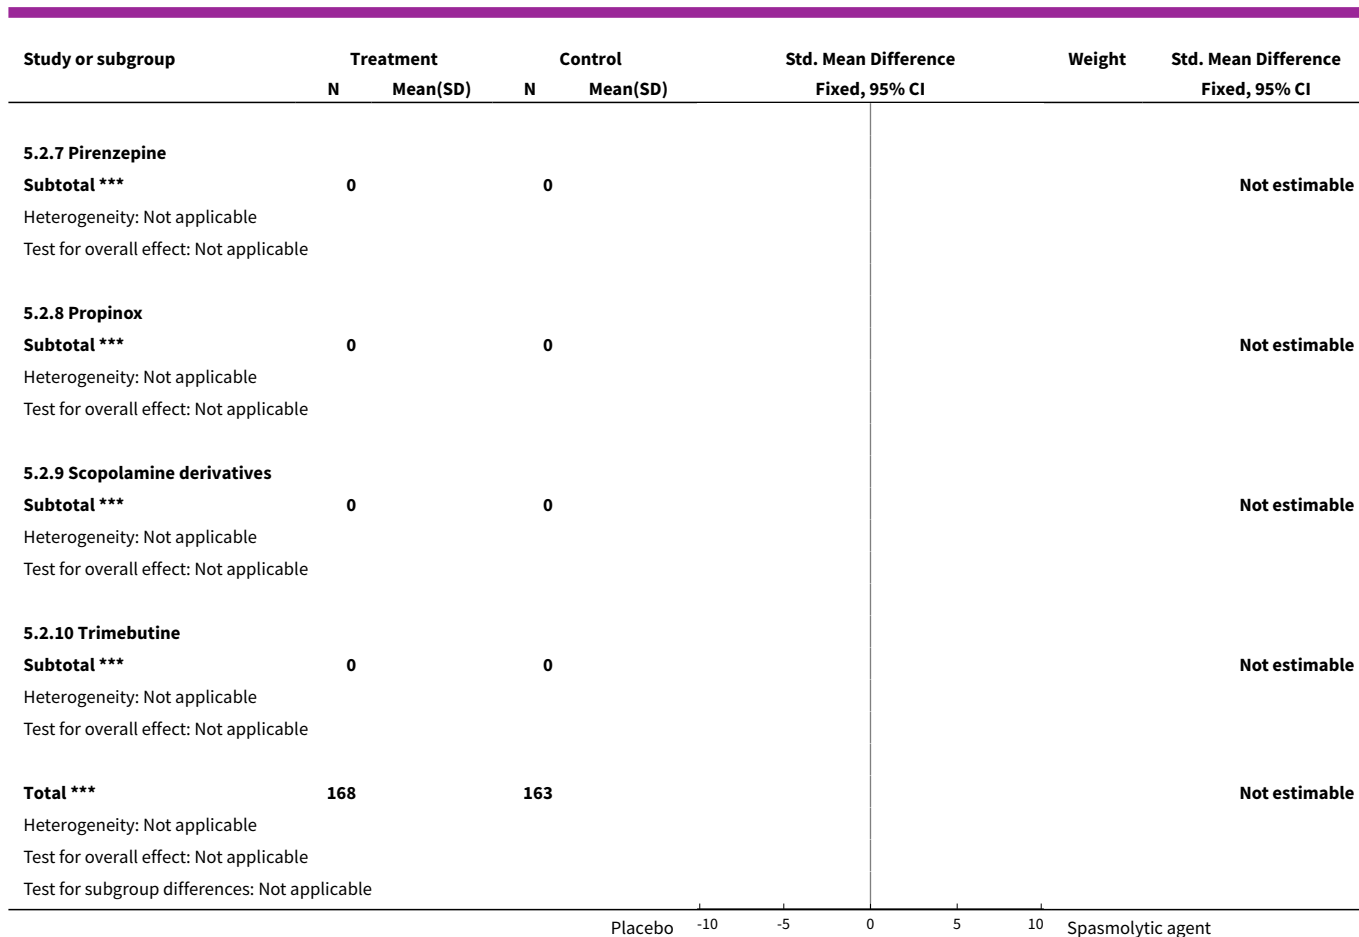 Study or subgroup Treatment Control Std. Mean Difference Weight Std. Mean Difference
N Mean(SD) N Mean(SD) Fixed, 95% CI Fixed, 95% CI
5.2.7 Pirenzepine
Subtotal *** 0 0 Not estimable
Heterogeneity: Not applicable
Test for overall effect: Not applicable
5.2.8 Propinox
Subtotal *** 0 0 Not estimable
Heterogeneity: Not applicable
Test for overall effect: Not applicable
5.2.9 Scopolamine derivatives
Subtotal *** 0 0 Not estimable
Heterogeneity: Not applicable
Test for overall effect: Not applicable
5.2.10 Trimebutine
Subtotal *** 0 0 Not estimable
Heterogeneity: Not applicable
Test for overall effect: Not applicable
Total *** 168 163 Not estimable
Heterogeneity: Not applicable
Test for overall effect: Not applicable
Test for subgroup differences: Not applicable
Placebo -10 -5 0 5 10 Spasmolytic agent